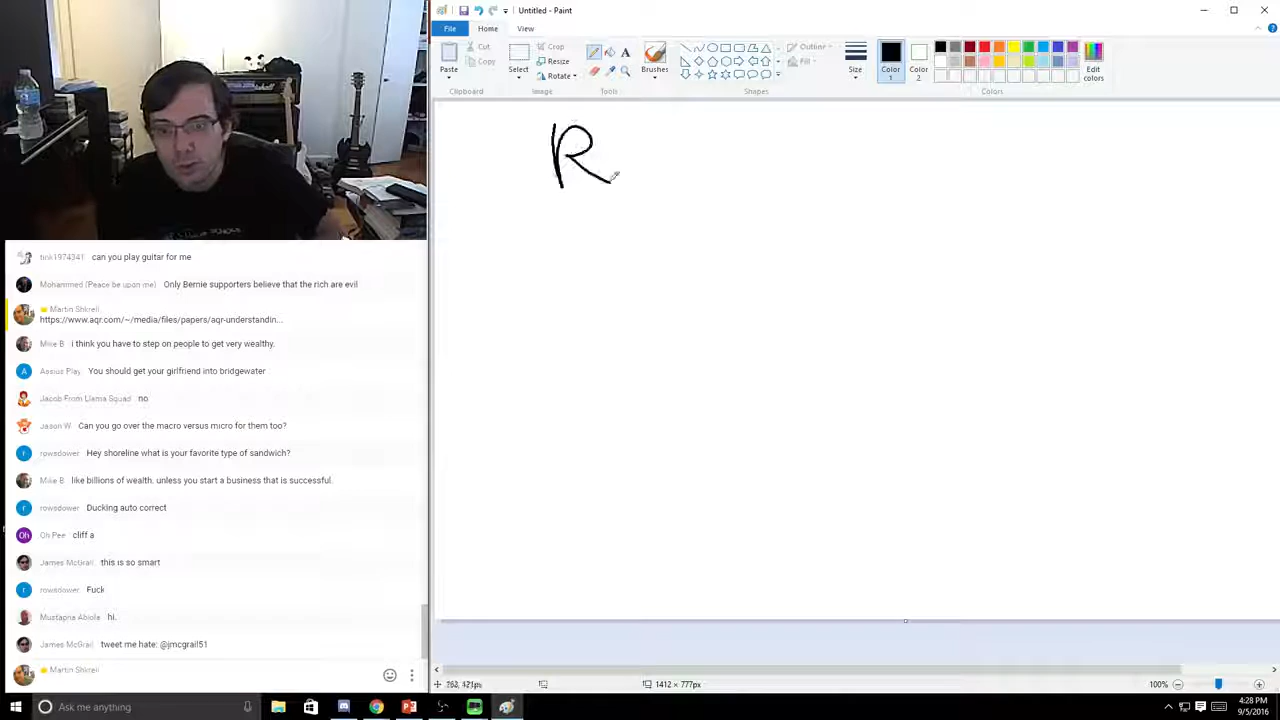 Untitled - Paint
File
Home
View
Paste
Cut
Copy
Clipboard
Select
Crop
Resize
Rotate
Image
Tools
Brushes
Shapes
Outline
Fill
Size
Color
1
Color
2
Edit
colors
Colors
R
tink1974341 can you play guitar for me
Mohammed (Peace be upon me) Only Bernie supporters believe that the rich are evil
Martin Shkreli
https://www.aqr.com/~/media/files/papers/aqr-understandin...
Mike B i think you have to step on people to get very wealthy.
A Assius Play You should get your girlfriend into bridgewater
Jacob From Llama Squad no
Jason W Can you go over the macro versus micro for them too?
r rowsdower Hey shoreline what is your favorite type of sandwich?
Mike B like billions of wealth. unless you start a business that is successful.
r rowsdower Ducking auto correct
Oh Oh Pee cliff a
James McGrail this is so smart
r rowsdower Fuck
Mustapha Abiola hi.
James McGrail tweet me hate: @jmcgrail51
Martin Shkreli
1412 × 777px
100%
Ask me anything
4:28 PM
9/5/2016